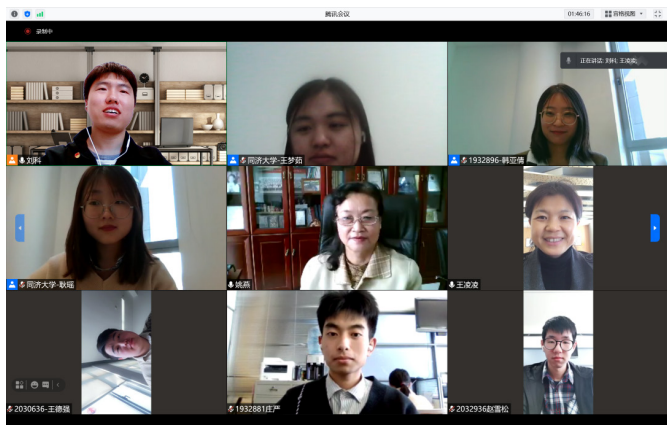 腾讯会议
01:46:16
宫格视图
录制中
正在讲话: 刘科; 王凌凌;
刘科
同济大学-王梦茹
1932896-韩亚倩
同济大学-耿瑶
姚燕
王凌凌
2030636-王德强
1932881庄严
2032936赵雪松